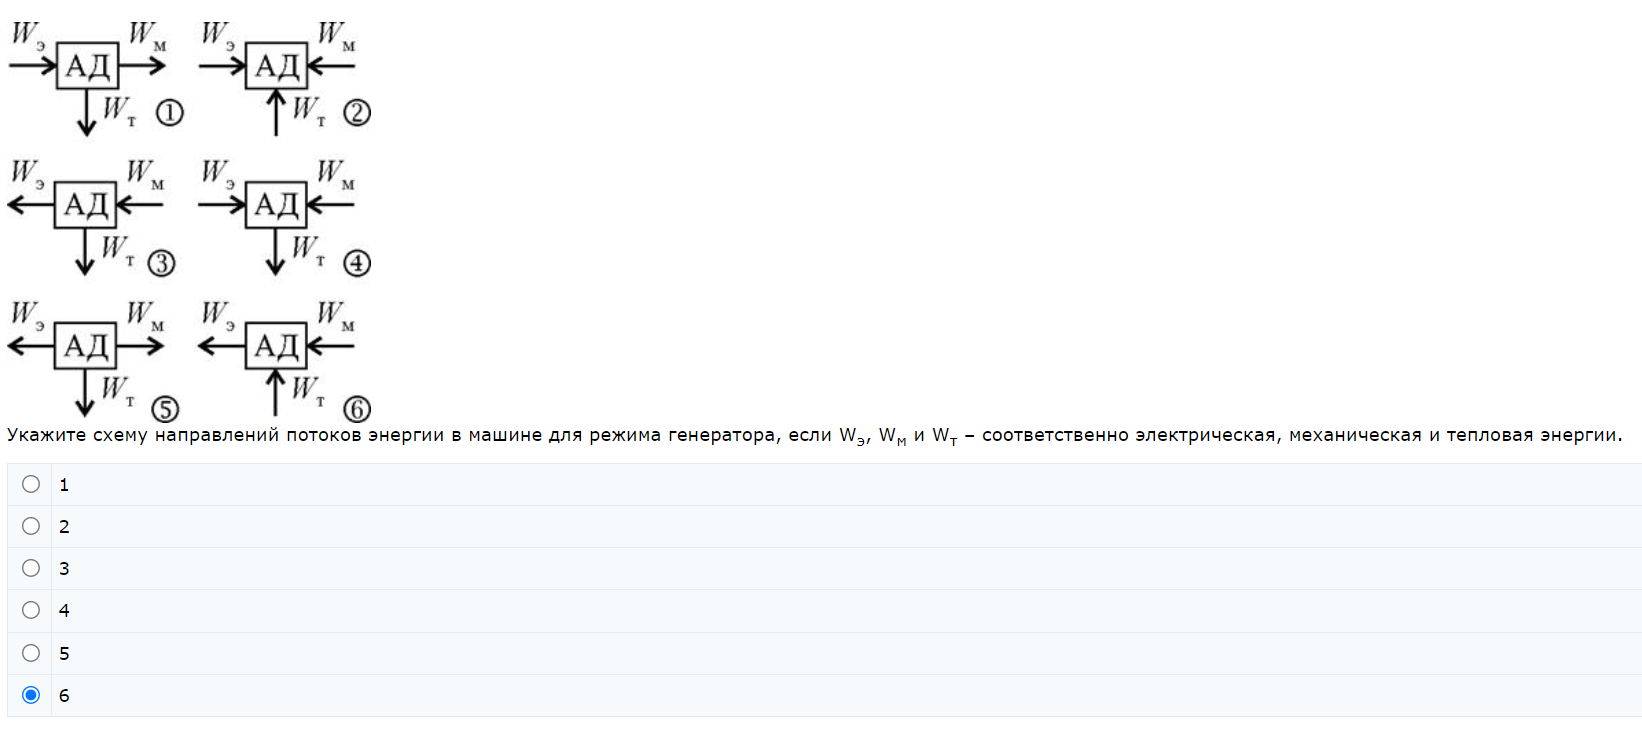 Wэ Wм Wэ Wм
АД АД
Wт ① Wт ②
Wэ Wм Wэ Wм
АД АД
Wт ③ Wт ④
Wэ Wм Wэ Wм
АД АД
Wт ⑤ Wт ⑥
Укажите схему направлений потоков энергии в машине для режима генератора, если Wэ, Wм и Wт – соответственно электрическая, механическая и тепловая энергии.
1
2
3
4
5
6